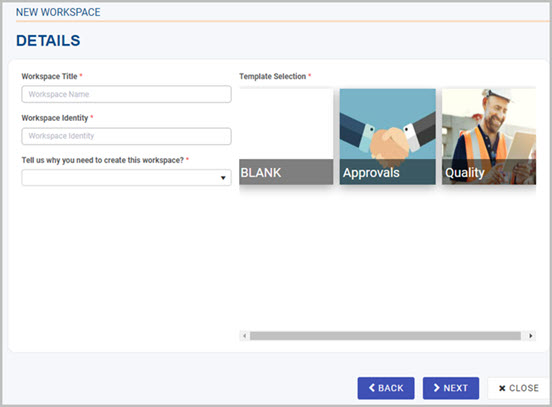 NEW WORKSPACE
DETAILS
Workspace Title *
Workspace Name
Workspace Identity *
Workspace Identity
Tell us why you need to create this workspace? *
Template Selection *
BLANK
Approvals
Quality
BACK
NEXT
CLOSE